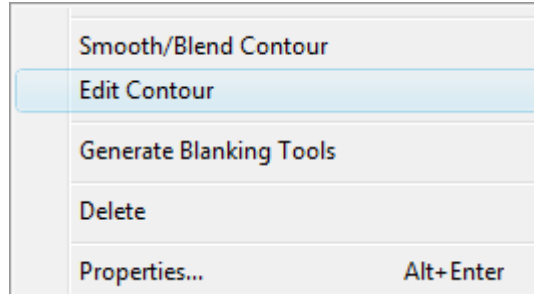 Smooth/Blend Contour
Edit Contour
Generate Blanking Tools
Delete
Properties... Alt+Enter